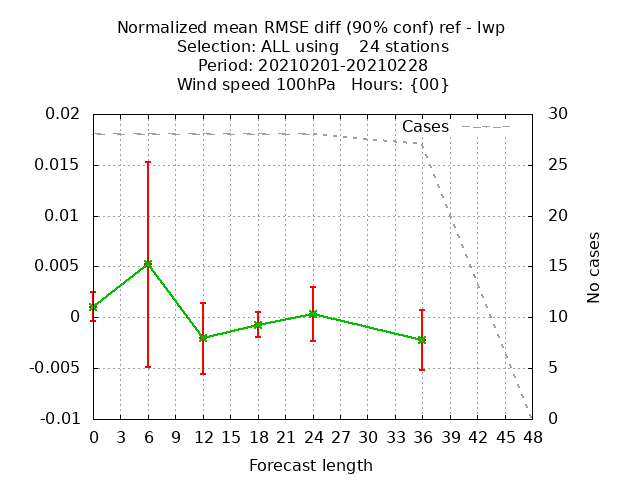 Normalized mean RMSE diff (90% conf) ref - lwp
Selection: ALL using    24 stations
Period: 20210201-20210228
Wind speed 100hPa   Hours: {00}
0.02
0.015
0.01
0.005
0
-0.005
-0.01
Cases
30
25
20
15
10
5
0
No cases
0 3 6 9 12 15 18 21 24 27 30 33 36 39 42 45 48
Forecast length